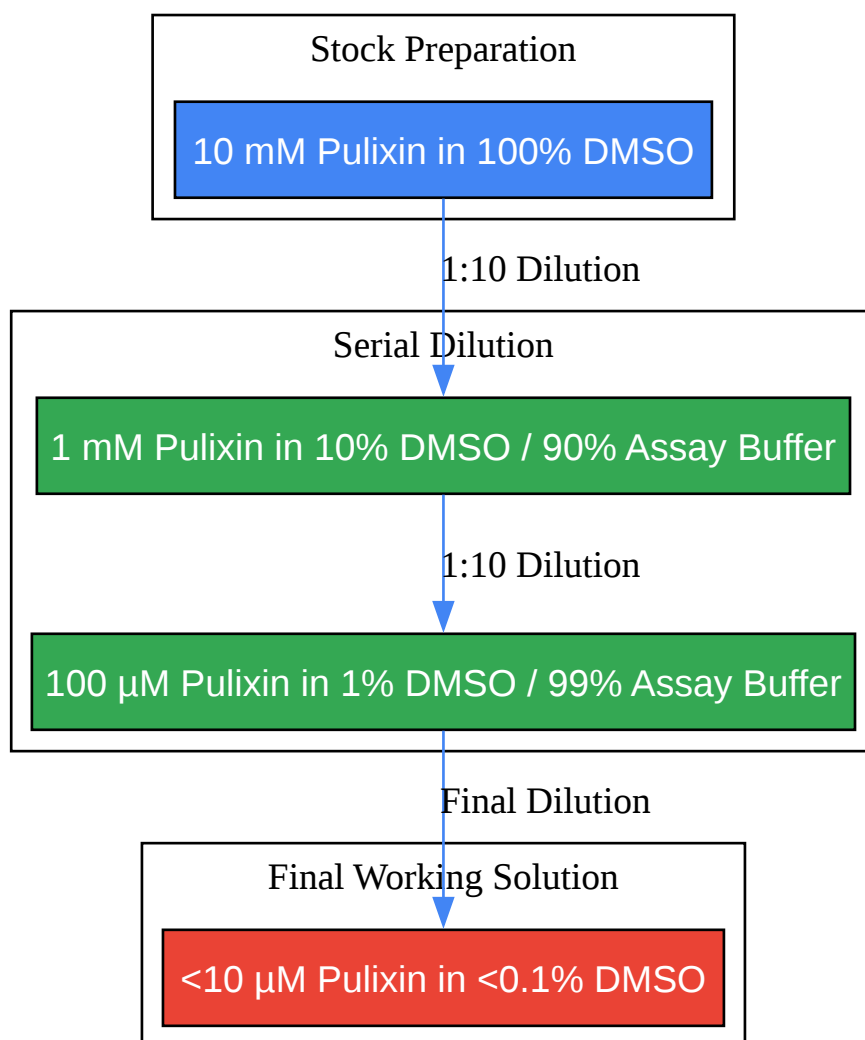 Stock Preparation
10 mM Pulixin in 100% DMSO
1:10 Dilution
Serial Dilution
1 mM Pulixin in 10% DMSO / 90% Assay Buffer
1:10 Dilution
100 µM Pulixin in 1% DMSO / 99% Assay Buffer
Final Dilution
Final Working Solution
<10 µM Pulixin in <0.1% DMSO